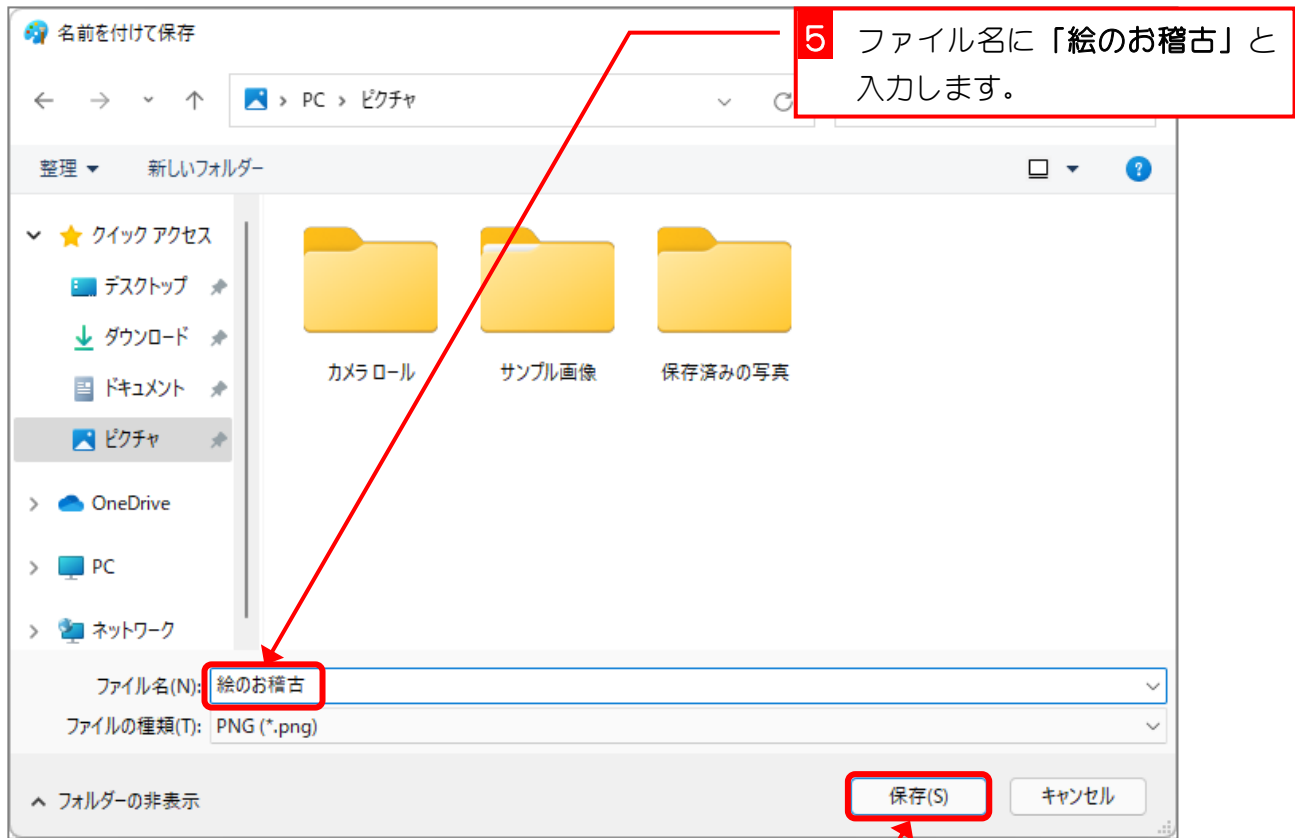 名前を付けて保存
5 ファイル名に「絵のお稽古」と
入力します。
PC > ピクチャ
整理 新しいフォルダー
?
クイック アクセス
デスクトップ
ダウンロード
ドキュメント
ピクチャ
OneDrive
PC
ネットワーク
カメラ ロール
サンプル画像
保存済みの写真
ファイル名(N): 絵のお稽古
ファイルの種類(T): PNG (*.png)
フォルダーの非表示
保存(S)
キャンセル